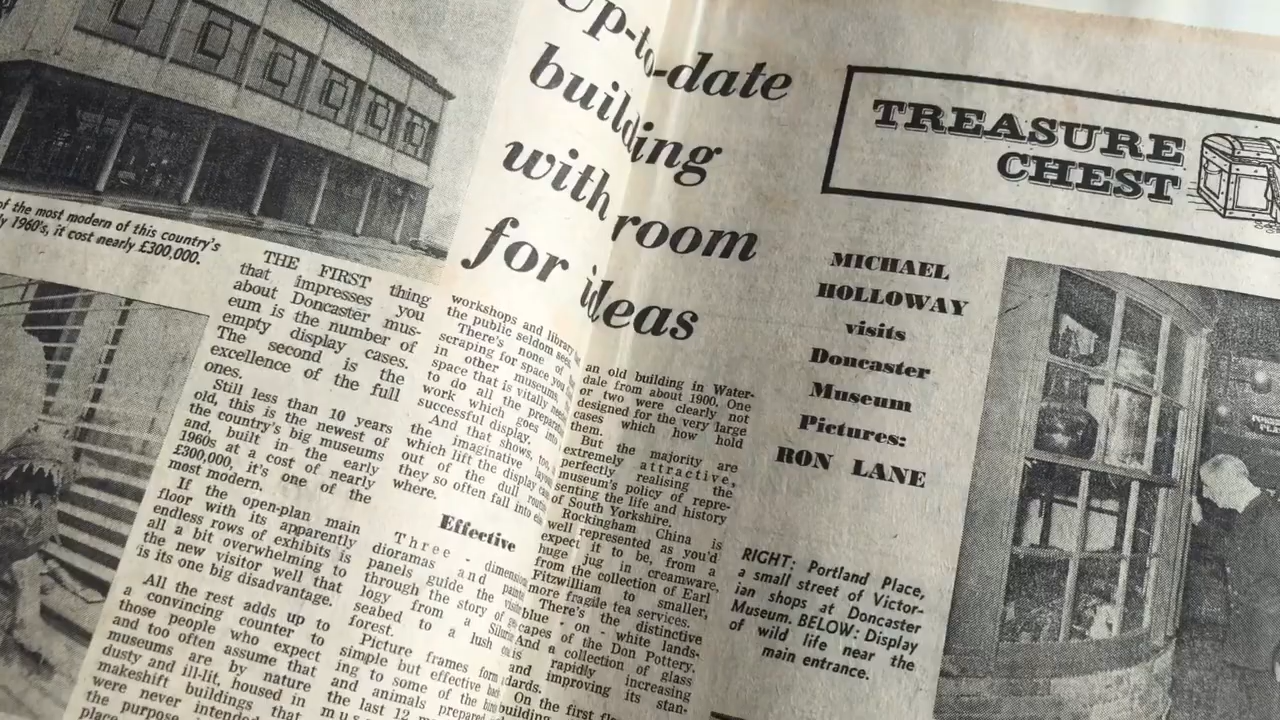 Up-to-date
building
with room
for ideas
TREASURE
CHEST
of the most modern of this country's
1960's, it cost nearly £300,000.
THE FIRST thing
that impresses you
about Doncaster mus-
eum is the number of
empty display cases.
The second is the
excellence of the full
ones.
Still less than 10 years
old, this is the newest of
the country's big museums
and, built in the early
1960s at a cost of nearly
£300,000, it's one of the
most modern.
If the open-plan main
floor with its apparently
endless rows of exhibits is
all a bit overwhelming to
the new visitor well that
is its one big disadvantage.
All the rest adds up to
a convincing counter to
those people who expect
and too often assume that
museums are by nature
dusty and ill-lit, housed in
makeshift buildings that
were never intended
the purpose
workshops and library
the public seldom see.
There's none of
scraping for space you
in other museums
space that is vitally
to do all the
work which goes into
successful display.
And that shows, too,
the imaginative
which lift the display
out of the dull
they so often fall into
where.
Effective
Three - dimension
dioramas and
panels guide the
through the story of
logy from a
seabed to a lush
forest.
Picture frames
simple but effective
ing to some of the
and animals
the last 12
an old building in Water-
dale from about 1900. One
or two were clearly not
designed for the very large
cases which now hold
them.
But the majority are
extremely attractive,
perfectly realising the
museum's policy of repre-
senting the life and history
of South Yorkshire.
Rockingham China is
well represented as you'd
expect it to be, from a
huge jug in creamware,
from the collection of Earl
Fitzwilliam to smaller,
more fragile tea services.
There's the distinctive
blue - on - white lands-
capes of the Don Pottery.
And a collection of glass
is rapidly increasing
and improving its stan-
dards.
On the first
building
MICHAEL
HOLLOWAY
visits
Doncaster
Museum
Pictures:
RON LANE
RIGHT: Portland Place,
a small street of Victor-
ian shops at Doncaster
Museum. BELOW: Display
of wild life near the
main entrance.